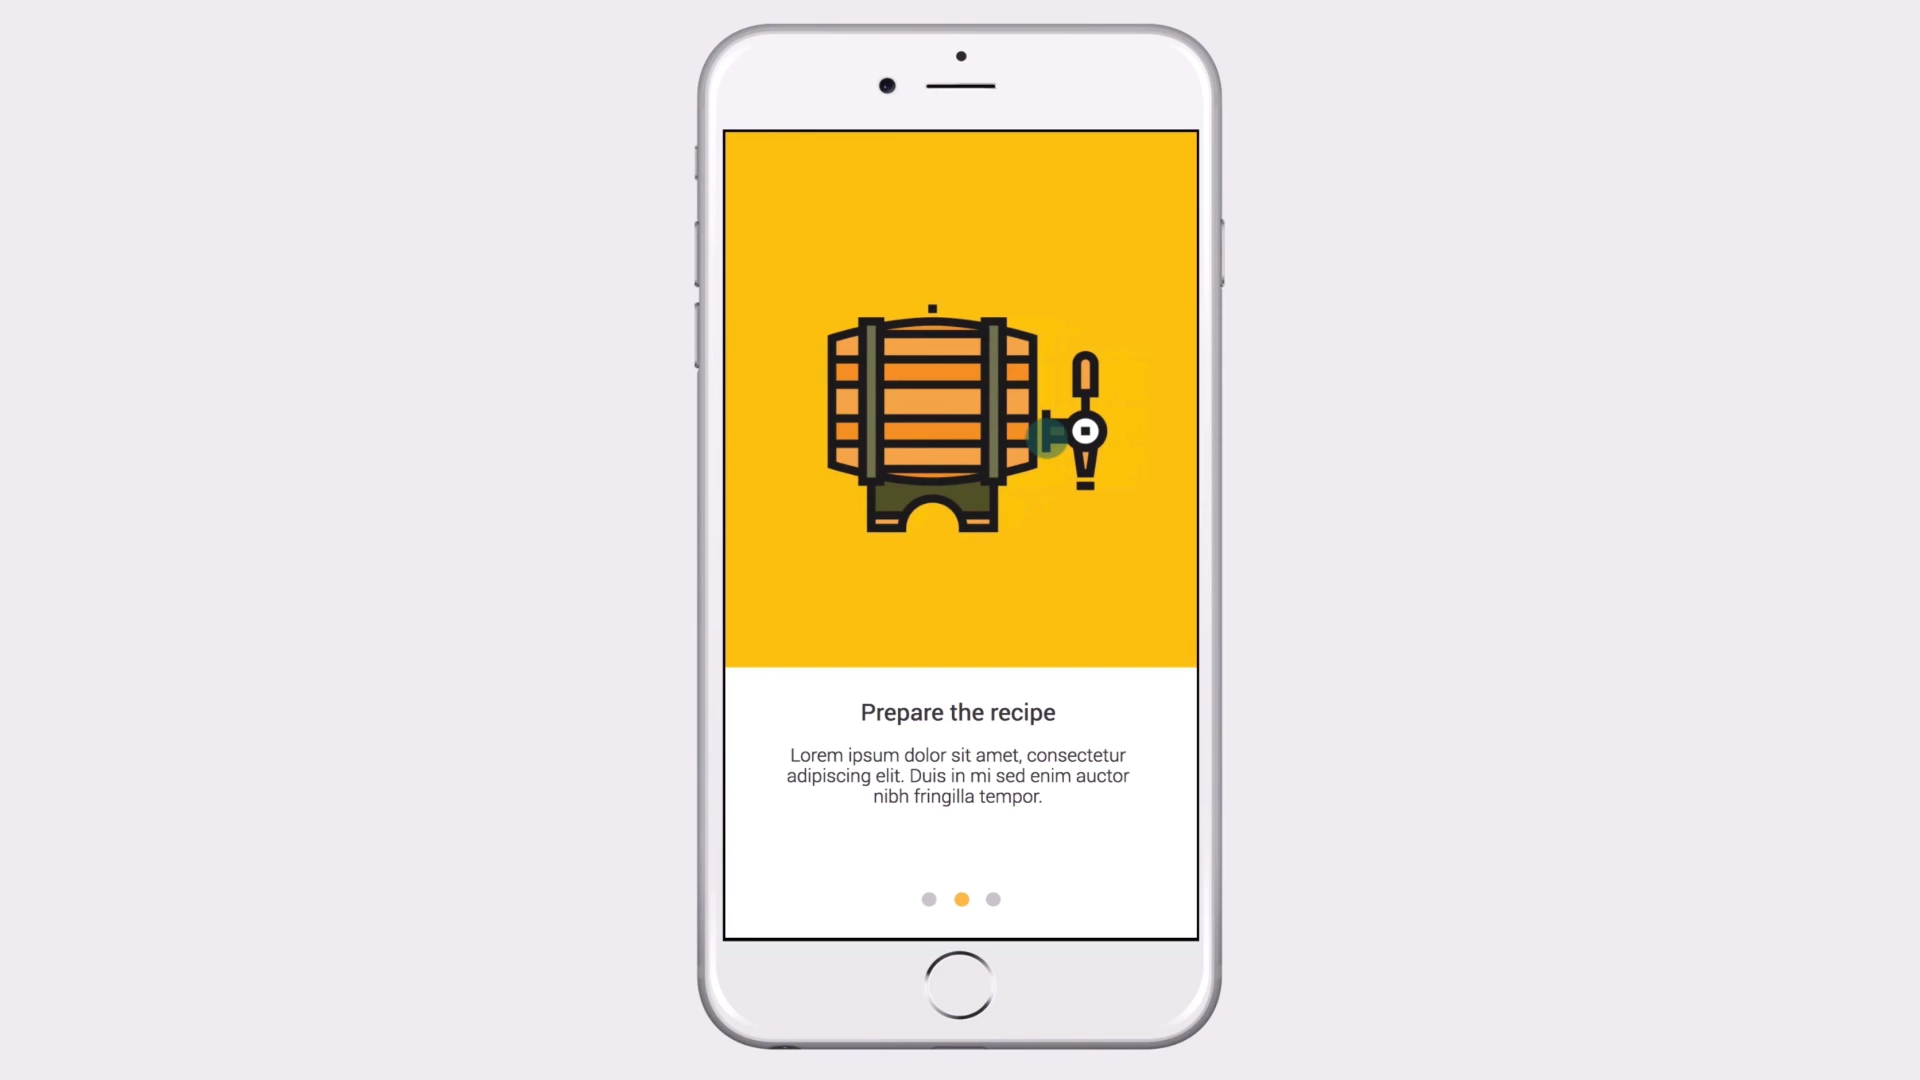 Prepare the recipe
Lorem ipsum dolor sit amet, consectetur
adipiscing elit. Duis in mi sed enim auctor
nibh fringilla tempor.